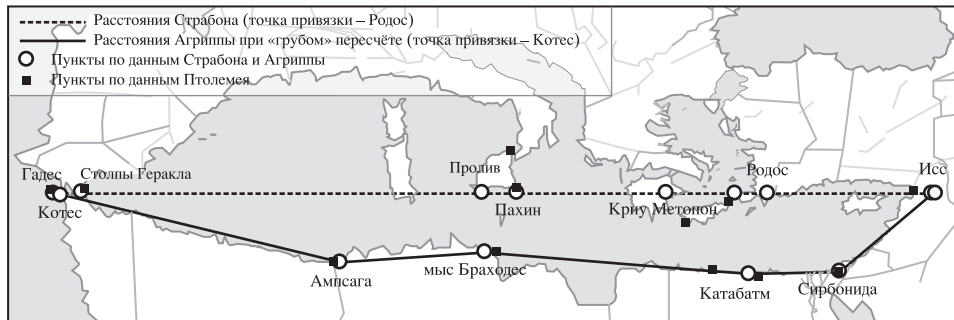 Расстояния Страбона (точка привязки – Родос)
Расстояния Агриппы при «грубом» пересчёте (точка привязки – Котес)
Пункты по данным Страбона и Агриппы
Пункты по данным Птолемея
Гадес
Столпы Геракла
Котес
Пролив
Пахин
Криу Метопон
Родос
Исс
Ампсага
мыс Браходес
Катабатм
Сирбонида